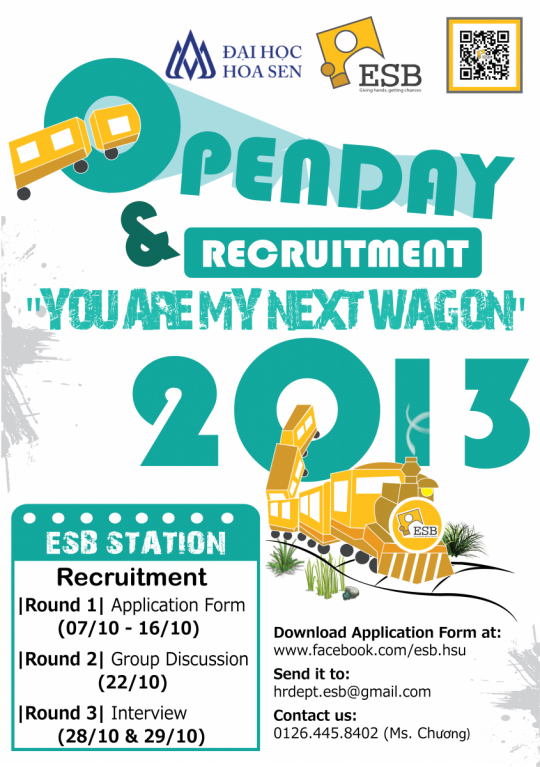 ĐẠI HỌC
HOA SEN
ESB
Giving hands, getting chances
OPENDAY
&
RECRUITMENT
"YOU ARE MY NEXT WAGON"
2013
ESB
ESB STATION
Recruitment
|Round 1| Application Form
(07/10 - 16/10)
|Round 2| Group Discussion
(22/10)
|Round 3| Interview
(28/10 & 29/10)
Download Application Form at:
www.facebook.com/esb.hsu
Send it to:
hrdept.esb@gmail.com
Contact us:
0126.445.8402 (Ms. Chương)